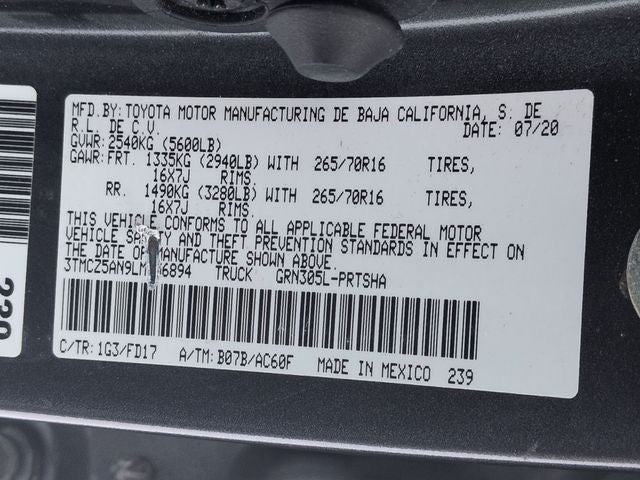 MFD.BY: TOYOTA MOTOR MANUFACTURING DE BAJA CALIFORNIA, S. DE
R.L. DE C.V. DATE: 07/20
GVWR: 2540KG (5600LB)
GAWR: FRT. 1335KG (2940LB) WITH 265/70R16 TIRES,
16X7J RIMS
RR. 1490KG (3280LB) WITH 265/70R16 TIRES,
16X7J RIMS.
THIS VEHICLE CONFORMS TO ALL APPLICABLE FEDERAL MOTOR
VEHICLE SAFETY AND THEFT PREVENTION STANDARDS IN EFFECT ON
THE DATE OF MANUFACTURE SHOWN ABOVE.
6894 TRUCK GRN305L-PRTSHA
C/TR: 1G3/FD17 A/TM: B07B/AC60F MADE IN MEXICO 239